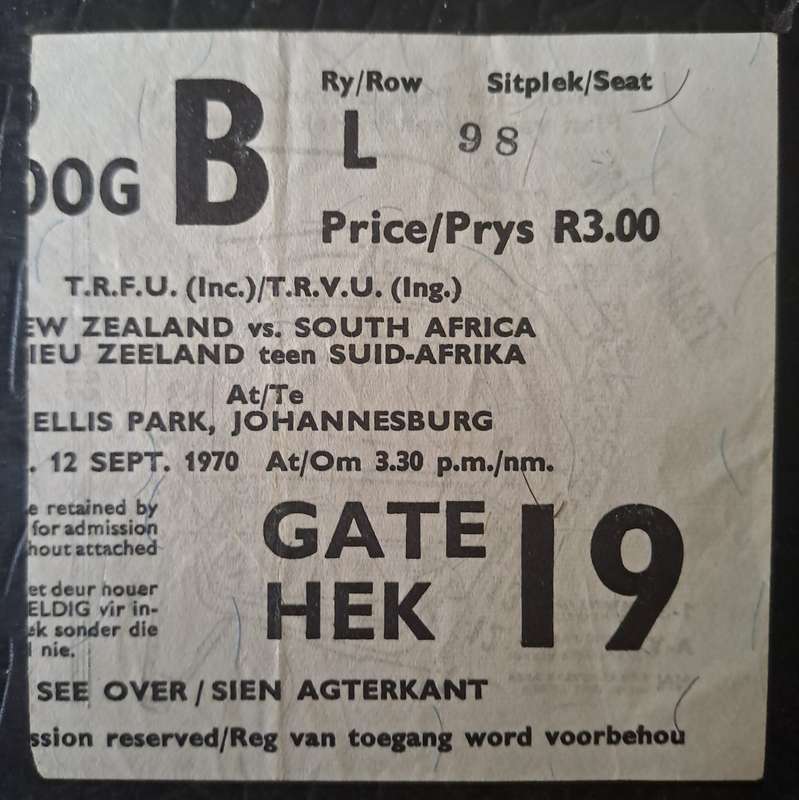 Ry/Row Sitplek/Seat
OOG B L 98
Price/Prys R3.00
T.R.F.U. (Inc.)/T.R.V.U. (Ing.)
EW ZEALAND vs. SOUTH AFRICA
IEU ZEELAND teen SUID-AFRIKA
At/Te
ELLIS PARK, JOHANNESBURG
. 12 SEPT. 1970 At/Om 3.30 p.m./nm.
e retained by
for admission
hout attached
et deur houer
ELDIG vir in-
ek sonder die
l nie.
GATE
HEK
19
SEE OVER / SIEN AGTERKANT
ssion reserved/Reg van toegang word voorbehou